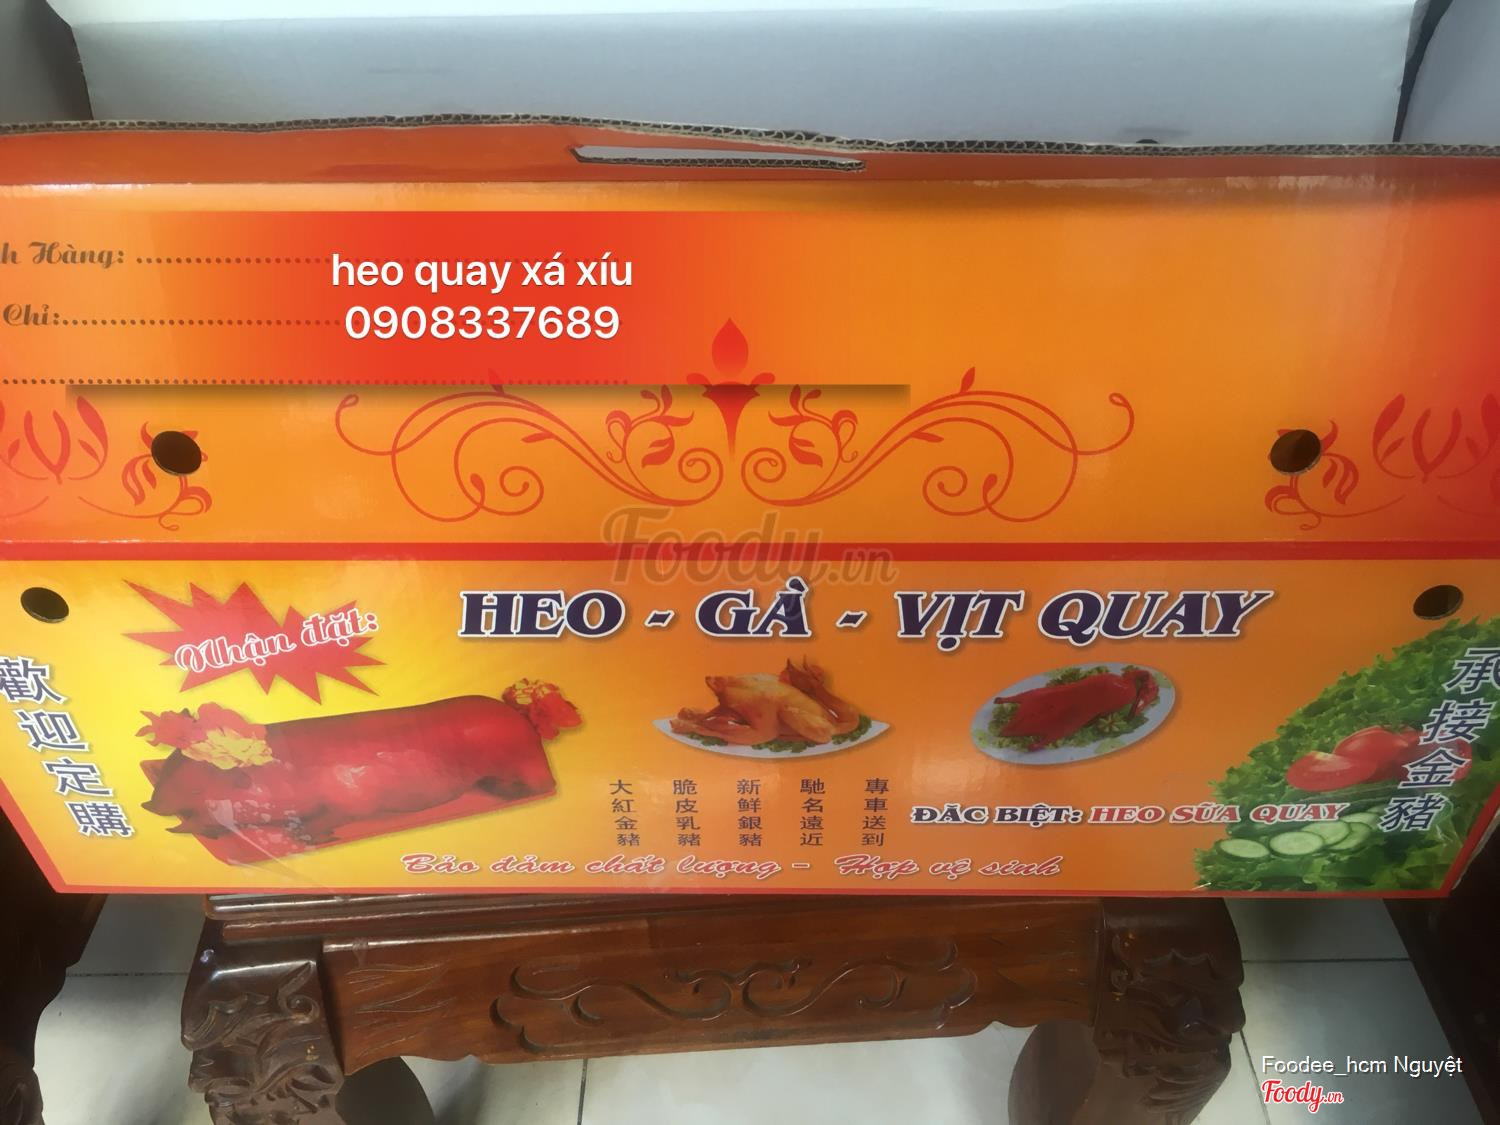 h Hàng:
heo quay xá xíu
Chỉ:
0908337689
Foody.vn
HEO - GÀ - VỊT QUAY
Nhận đặt:
歡迎定購
承接金豬
大紅金豬
脆皮乳豬
新鮮銀豬
馳名遠近
專車送到
ĐẶC BIỆT: HEO SỮA QUAY
Bảo đảm chất lượng - Hợp vệ sinh
Foodee_hcm Nguyệt
Foody.vn